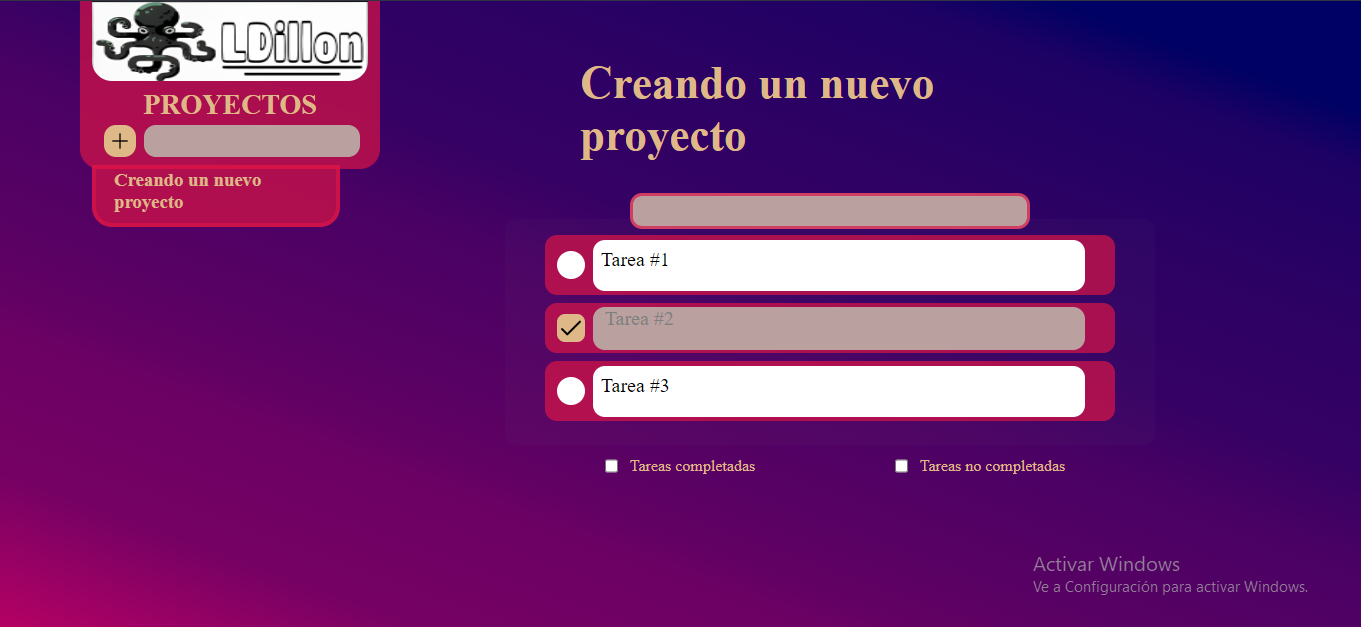 LDillon
PROYECTOS
Creando un nuevo
proyecto
Creando un nuevo
proyecto
Tarea #1
Tarea #2
Tarea #3
Tareas completadas
Tareas no completadas
Activar Windows
Ve a Configuración para activar Windows.